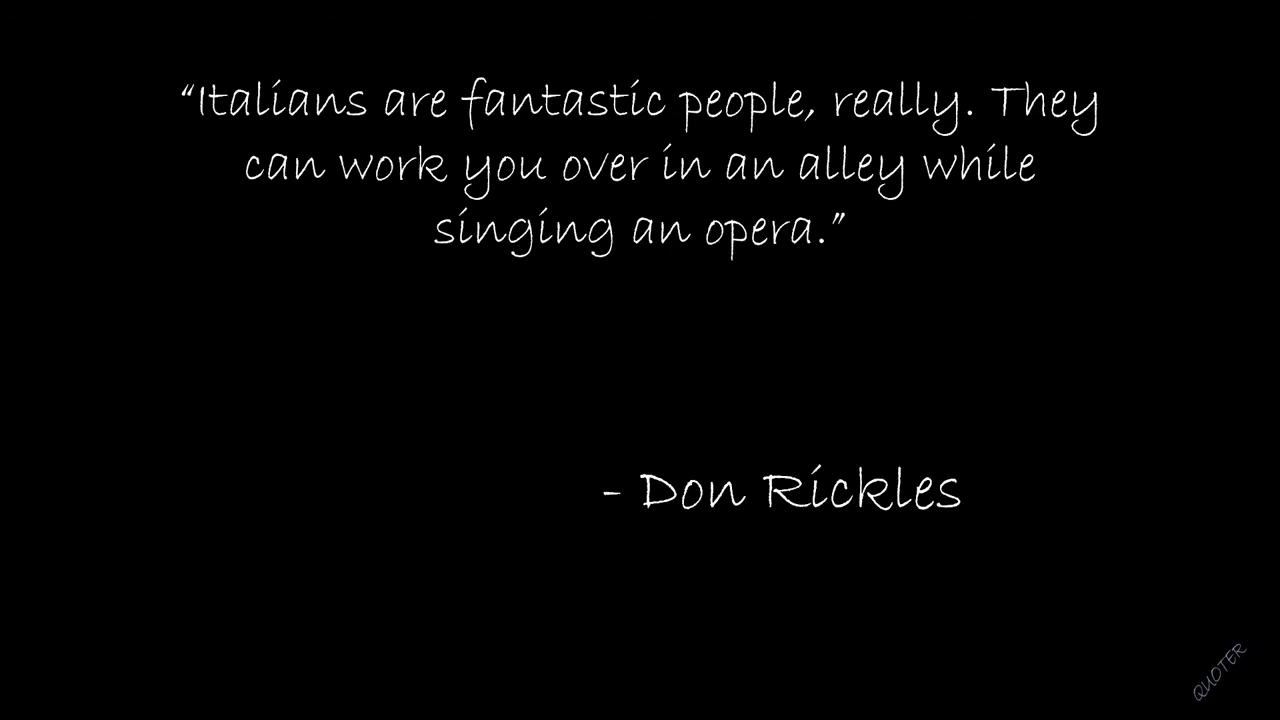 “Italians are fantastic people, really. They
can work you over in an alley while
singing an opera.”
- Don Rickles
QUOTER